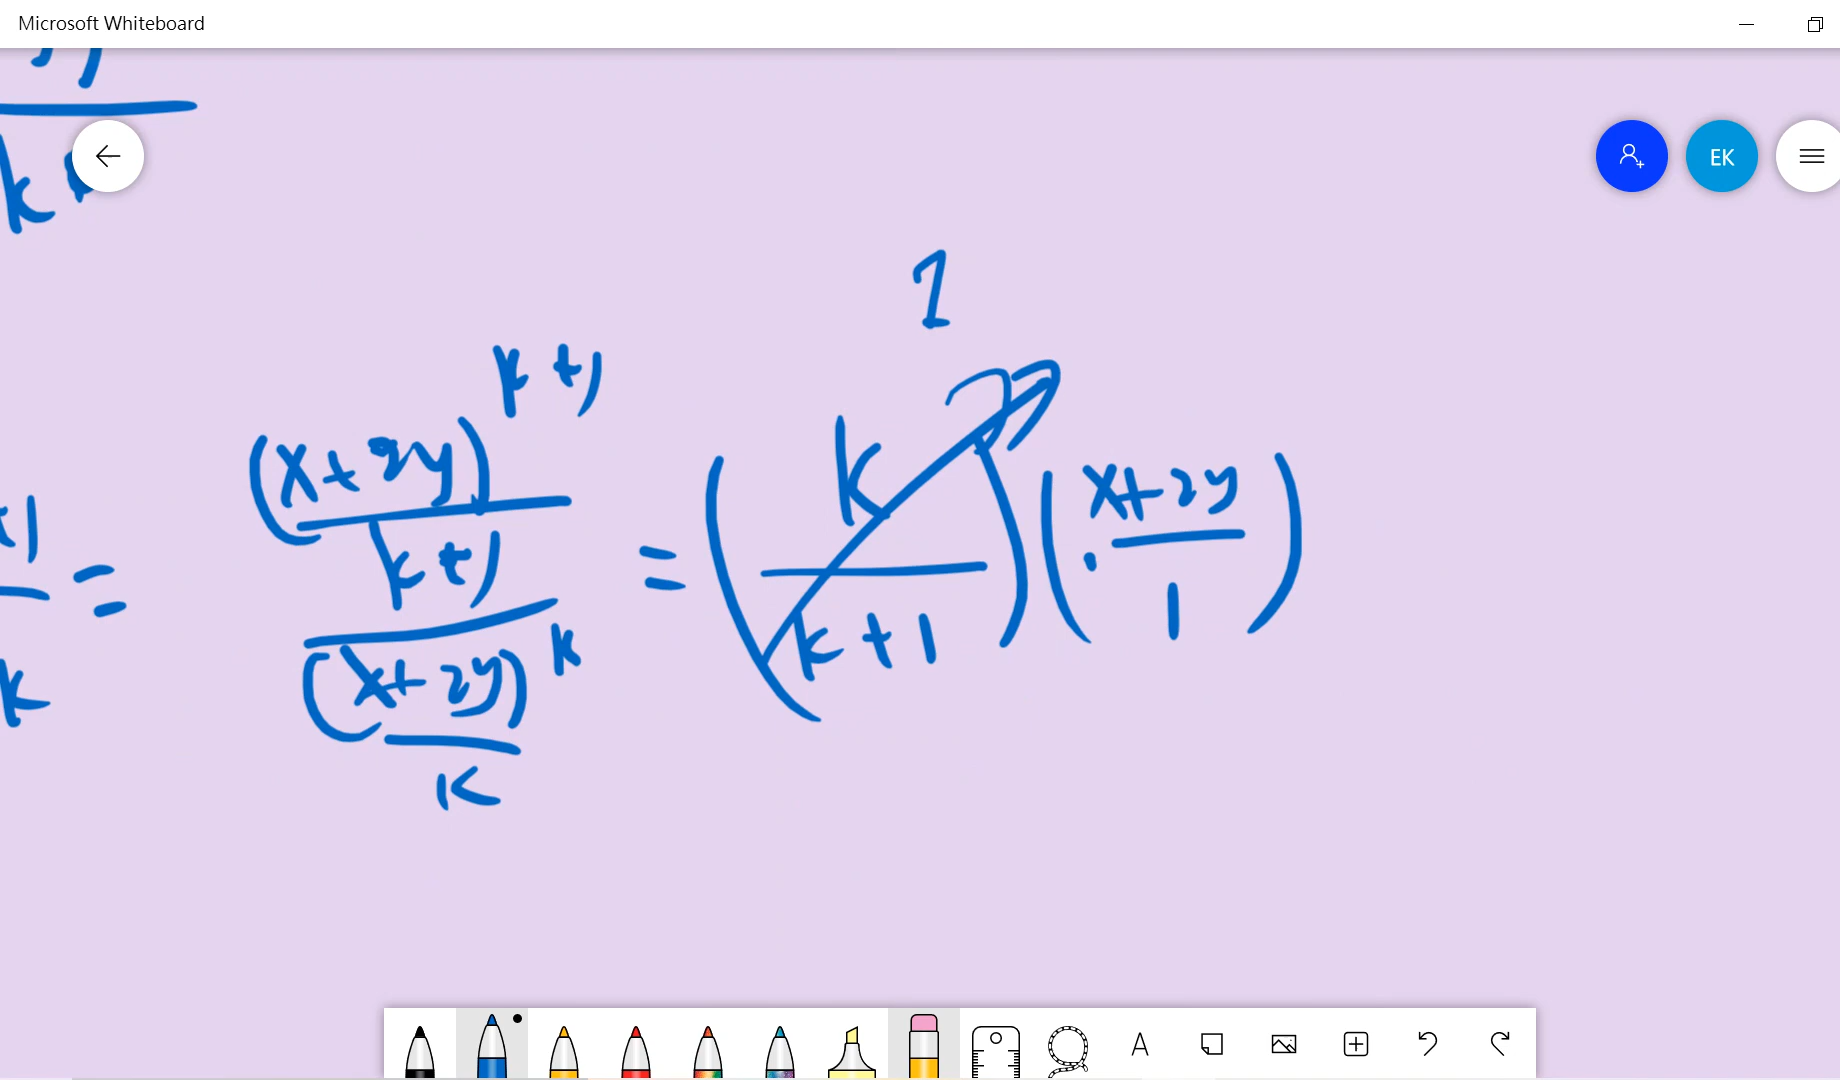 Microsoft Whiteboard
EK
1
k+1
(x+2y)
k+1
(x+2y) k
k
=
=
( k / k+1 ) ( x+2y / 1 )
k
k
A